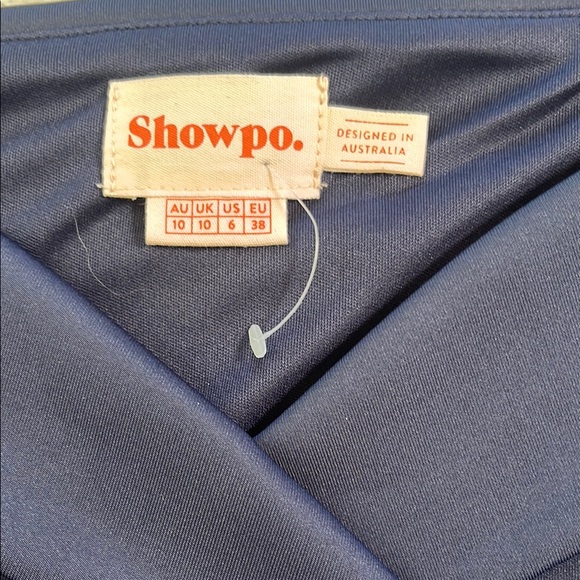 Showpo.
DESIGNED IN
AUSTRALIA
AU UK US EU
10 10 6 38